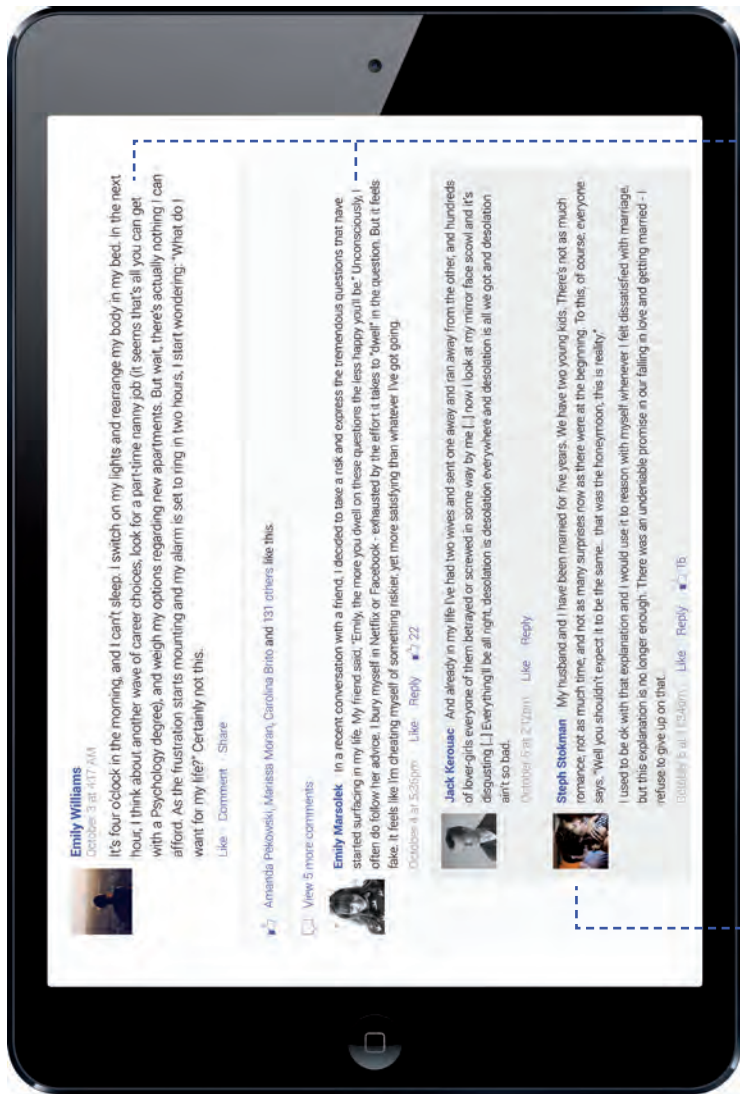 Emily Williams
October 3 at 4:17 AM
It's four o'clock in the morning, and I can't sleep. I switch on my lights and rearrange my body in my bed. In the next
hour, I think about another wave of career choices, look for a part-time nanny job (it seems that's all you can get
with a Psychology degree), and weigh my options regarding new apartments. But wait, there's actually nothing I can
afford. As the frustration starts mounting and my alarm is set to ring in two hours, I start wondering: "What do I
want for my life?" Certainly not this.
Like · Comment · Share
Amanda Pekowski, Marissa Moran, Carolina Brito and 131 others like this.
View 5 more comments
Emily Marsolek In a recent conversation with a friend, I decided to take a risk and express the tremendous questions that have
started surfacing in my life. My friend said, "Emily, the more you dwell on these questions the less happy you'll be." Unconsciously, I
often do follow her advice. I bury myself in Netflix or Facebook - exhausted by the effort it takes to "dwell" in the question. But it feels
fake. It feels like I'm cheating myself of something riskier, yet more satisfying than whatever I've got going.
October 4 at 5:26pm Like Reply 22
Jack Kerouac And already in my life I've had two wives and sent one away and ran away from the other, and hundreds
of lover-girls everyone of them betrayed or screwed in some way by me [...] now I look at my mirror face scowl and it's
disgusting [...] Everything'll be all right, desolation is desolation everywhere and desolation is all we got and desolation
ain't so bad.
October 5 at 2:12pm Like Reply
Steph Stokman My husband and I have been married for five years. We have two young kids. There's not as much
romance, not as much time, and not as many surprises now as there were at the beginning. To this, of course, everyone
says, "Well you shouldn't expect it to be the same... that was the honeymoon, this is reality."
I used to be ok with that explanation and I would use it to reason with myself whenever I felt dissatisfied with marriage,
but this explanation is no longer enough. There was an undeniable promise in our falling in love and getting married - I
refuse to give up on that.
October 5 at Like Reply 16